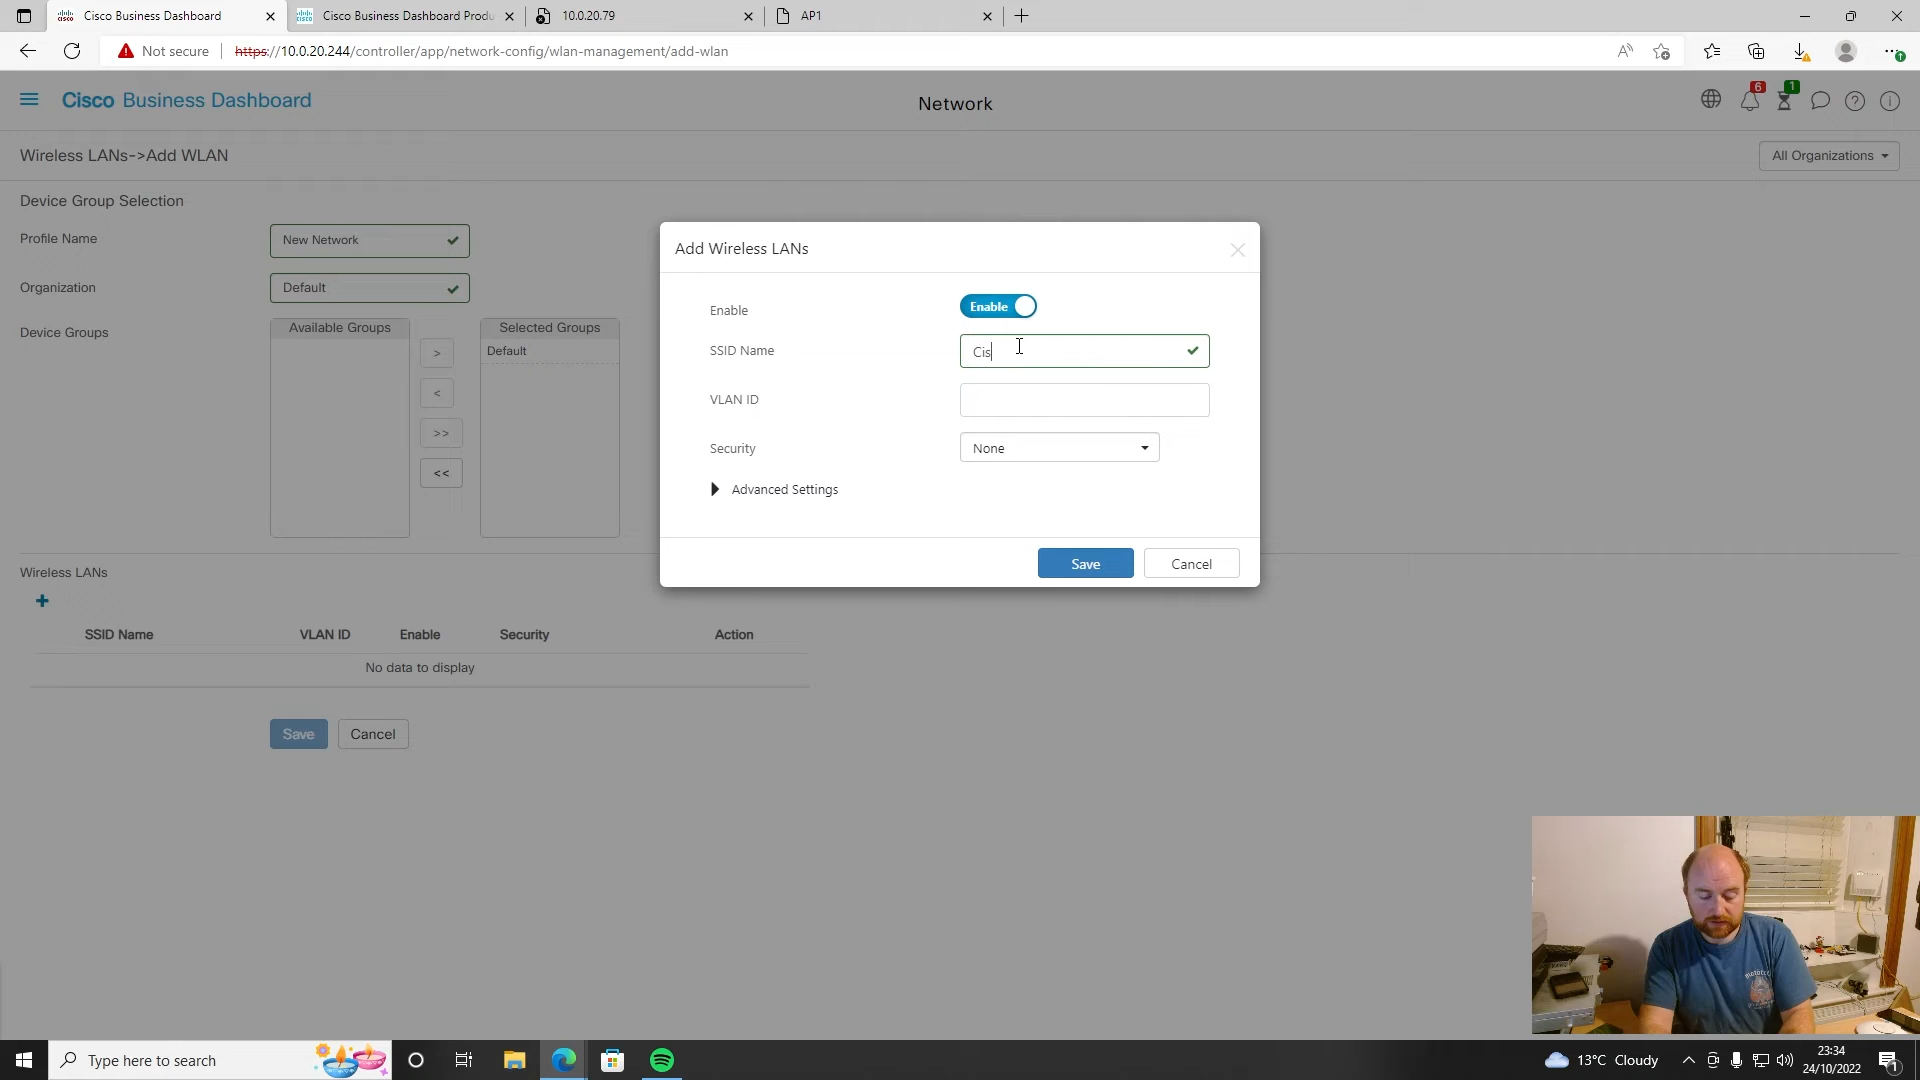 Cisco Business Dashboard
Cisco Business Dashboard Produ
10.0.20.79
AP1
Not secure
https://10.0.20.244/controller/app/network-config/wlan-management/add-wlan
Cisco Business Dashboard
Network
6
1
Wireless LANs->Add WLAN
All Organizations
Device Group Selection
Profile Name
New Network
Organization
Default
Device Groups
Available Groups
Selected Groups
Default
>
<
>>
<<
Add Wireless LANs
Enable
Enable
SSID Name
Cis
VLAN ID
Security
None
Advanced Settings
Save
Cancel
Wireless LANs
SSID Name
VLAN ID
Enable
Security
Action
No data to display
Save
Cancel
Type here to search
13°C Cloudy
23:34
24/10/2022
1